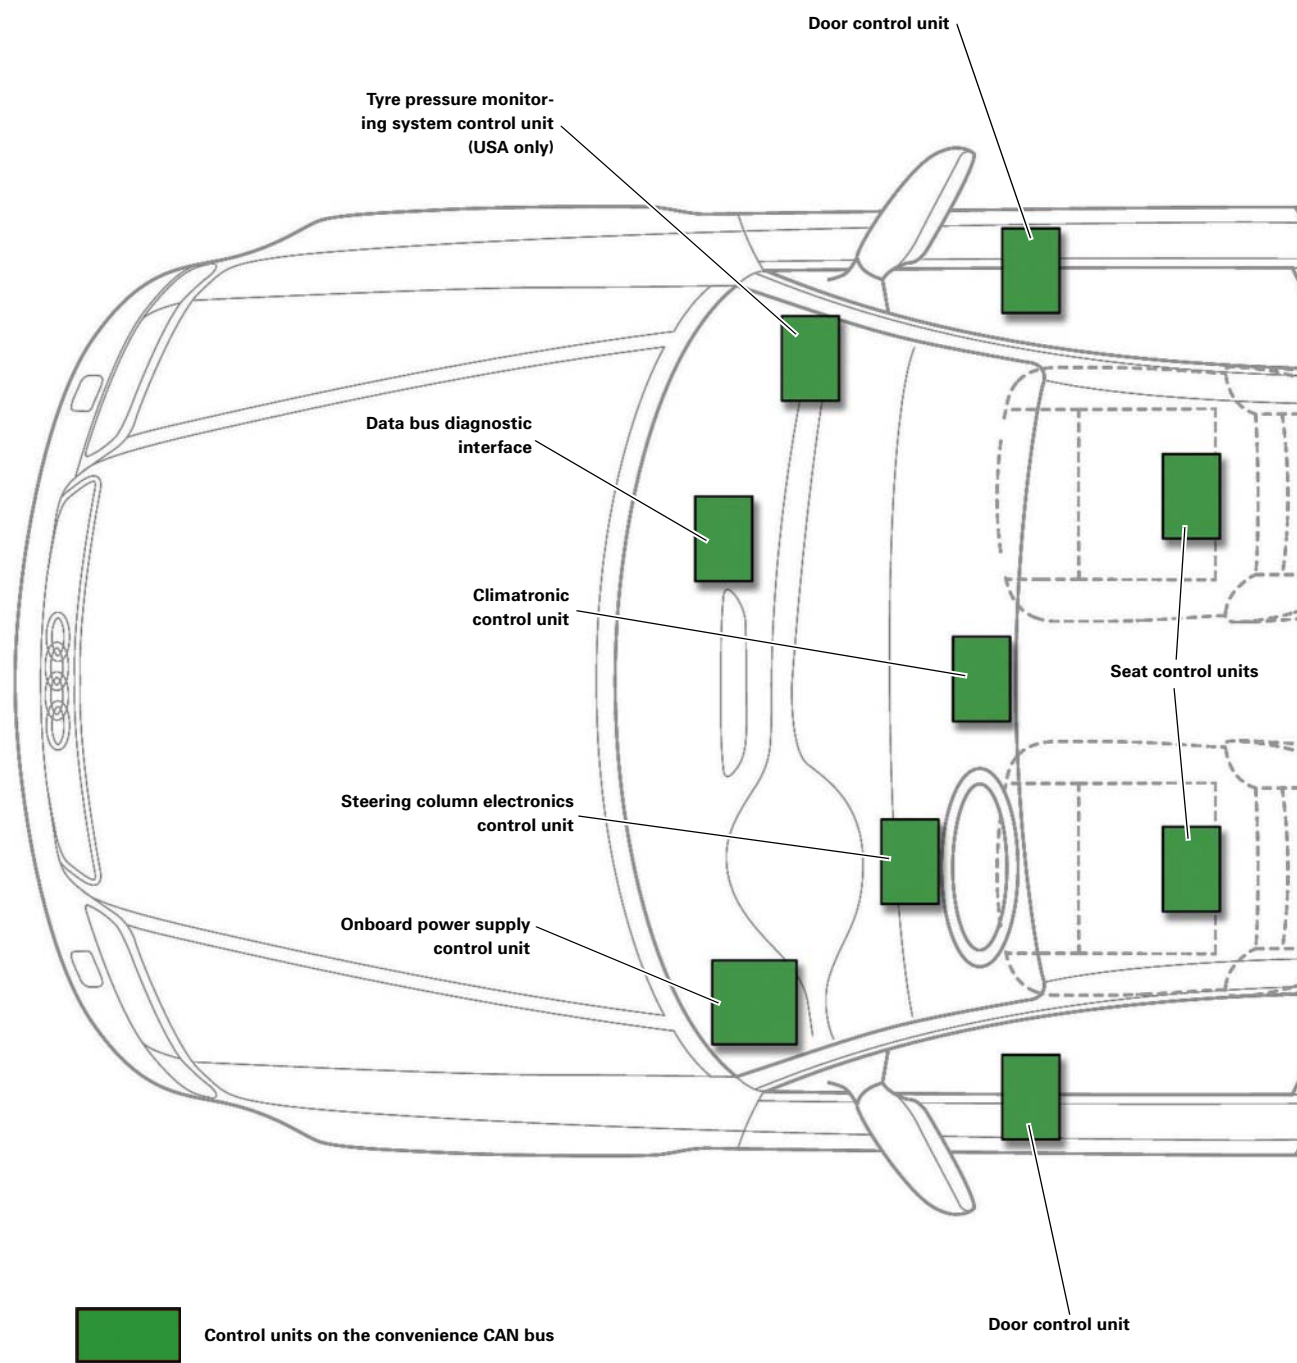 Door control unit
Tyre pressure monitor-
ing system control unit
(USA only)
Data bus diagnostic
interface
Climatronic
control unit
Seat control units
Steering column electronics
control unit
Onboard power supply
control unit
Door control unit
Control units on the convenience CAN bus